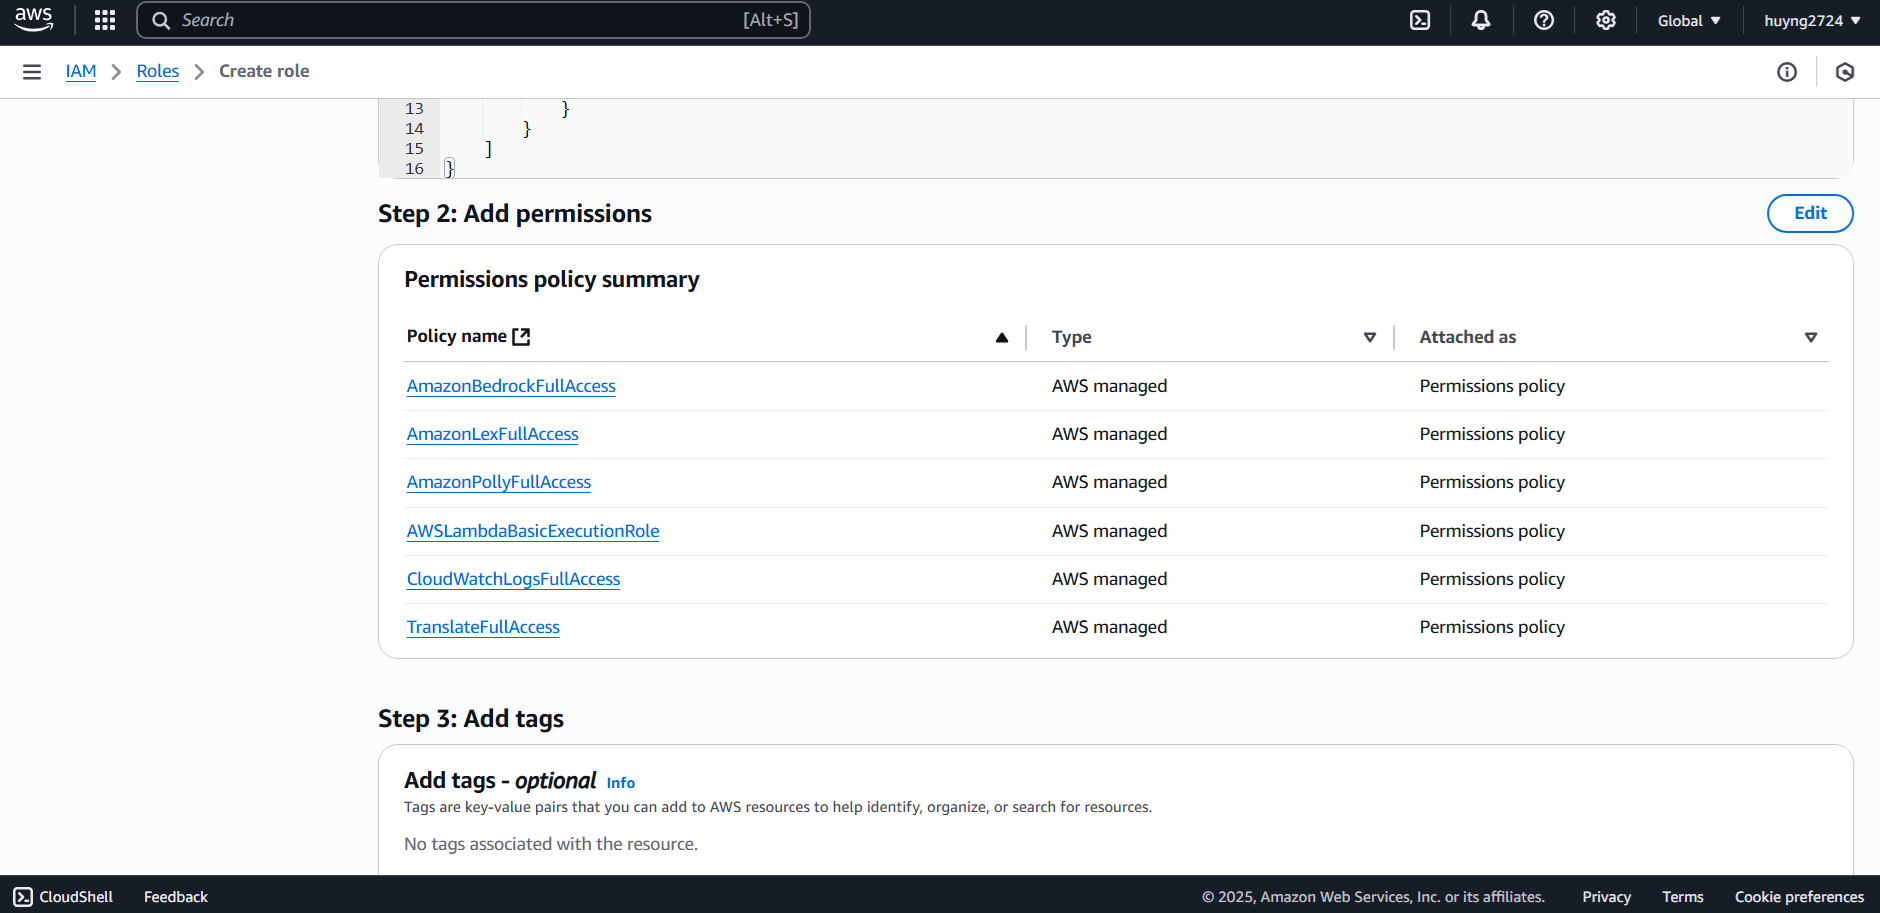 aws
Search [Alt+S]
Global
huyng2724
IAM
Roles
Create role
13 }
14 }
15 ]
16 }
Step 2: Add permissions
Edit
Permissions policy summary
Policy name Type Attached as
AmazonBedrockFullAccess AWS managed Permissions policy
AmazonLexFullAccess AWS managed Permissions policy
AmazonPollyFullAccess AWS managed Permissions policy
AWSLambdaBasicExecutionRole AWS managed Permissions policy
CloudWatchLogsFullAccess AWS managed Permissions policy
TranslateFullAccess AWS managed Permissions policy
Step 3: Add tags
Add tags - optional Info
Tags are key-value pairs that you can add to AWS resources to help identify, organize, or search for resources.
No tags associated with the resource.
CloudShell Feedback © 2025, Amazon Web Services, Inc. or its affiliates. Privacy Terms Cookie preferences